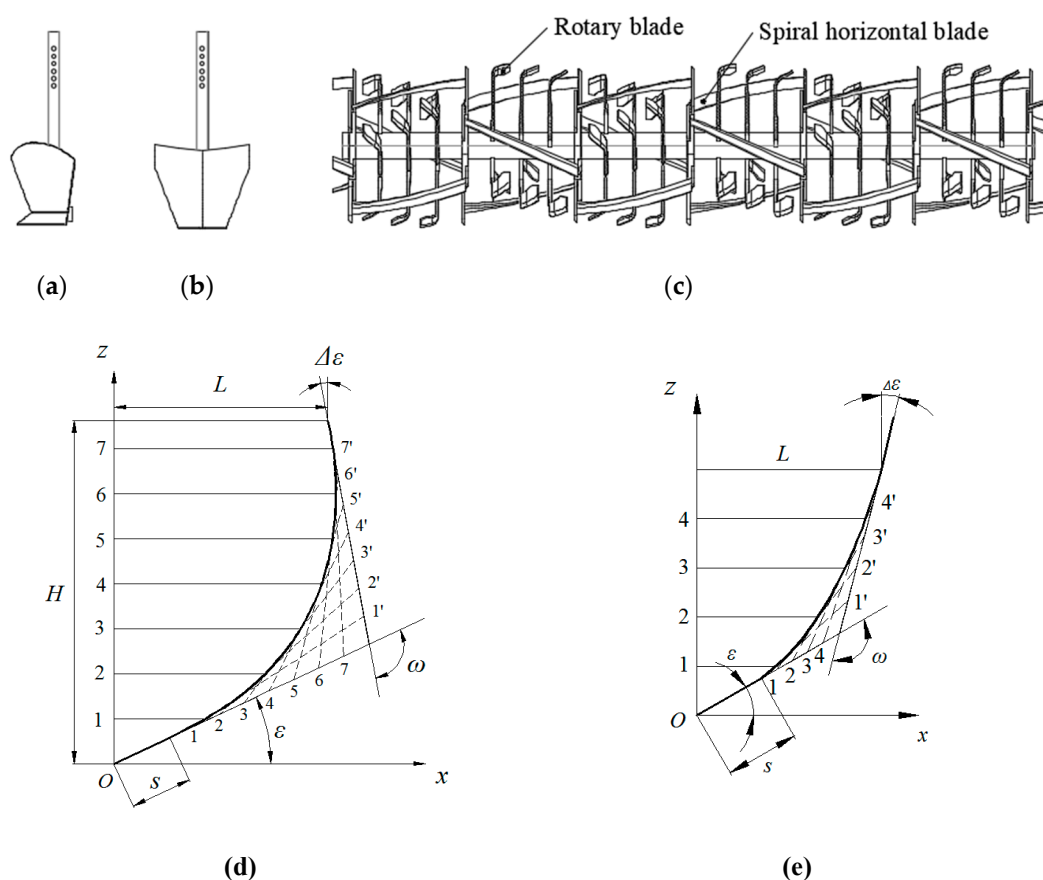 Rotary blade
Spiral horizontal blade
(a)
(b)
(c)
z
Δε
L
H
7
6
5
4
3
2
1
7'
6'
5'
4'
3'
2'
1'
1
2
3
4
5
6
7
ω
ε
O
s
x
(d)
z
Δε
L
4
3
2
1
4'
3'
2'
1'
ε
1
2
3
4
ω
O
x
s
(e)